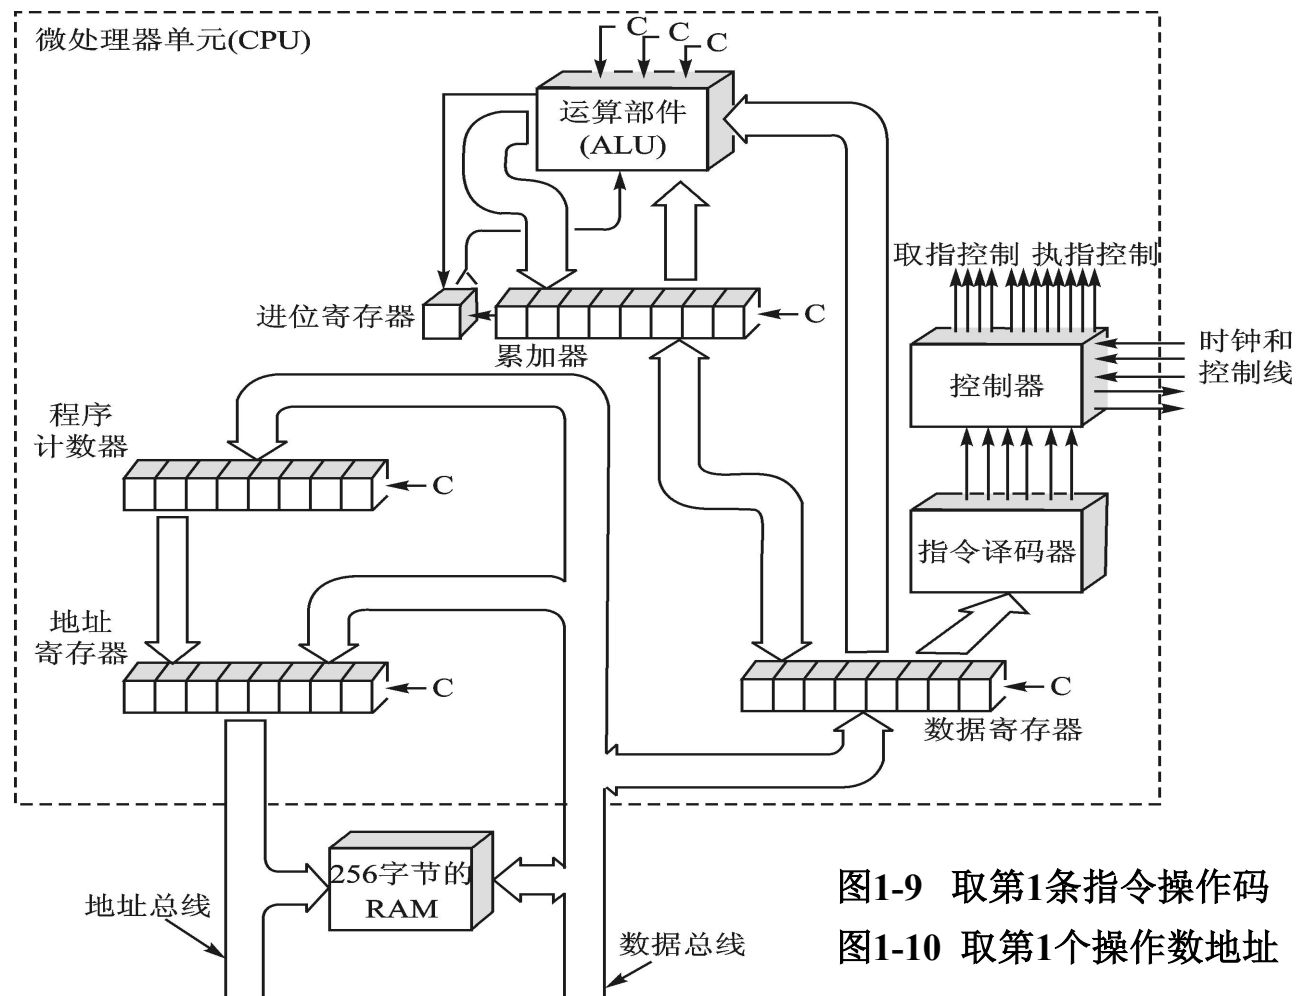 微处理器单元(CPU)
C
C
C
运算部件
(ALU)
取指控制 执指控制
进位寄存器
C
累加器
时钟和
控制线
控制器
程序
计数器
C
指令译码器
地址
寄存器
C
C
数据寄存器
256字节的
RAM
地址总线
数据总线
图1-9 取第1条指令操作码
图1-10 取第1个操作数地址